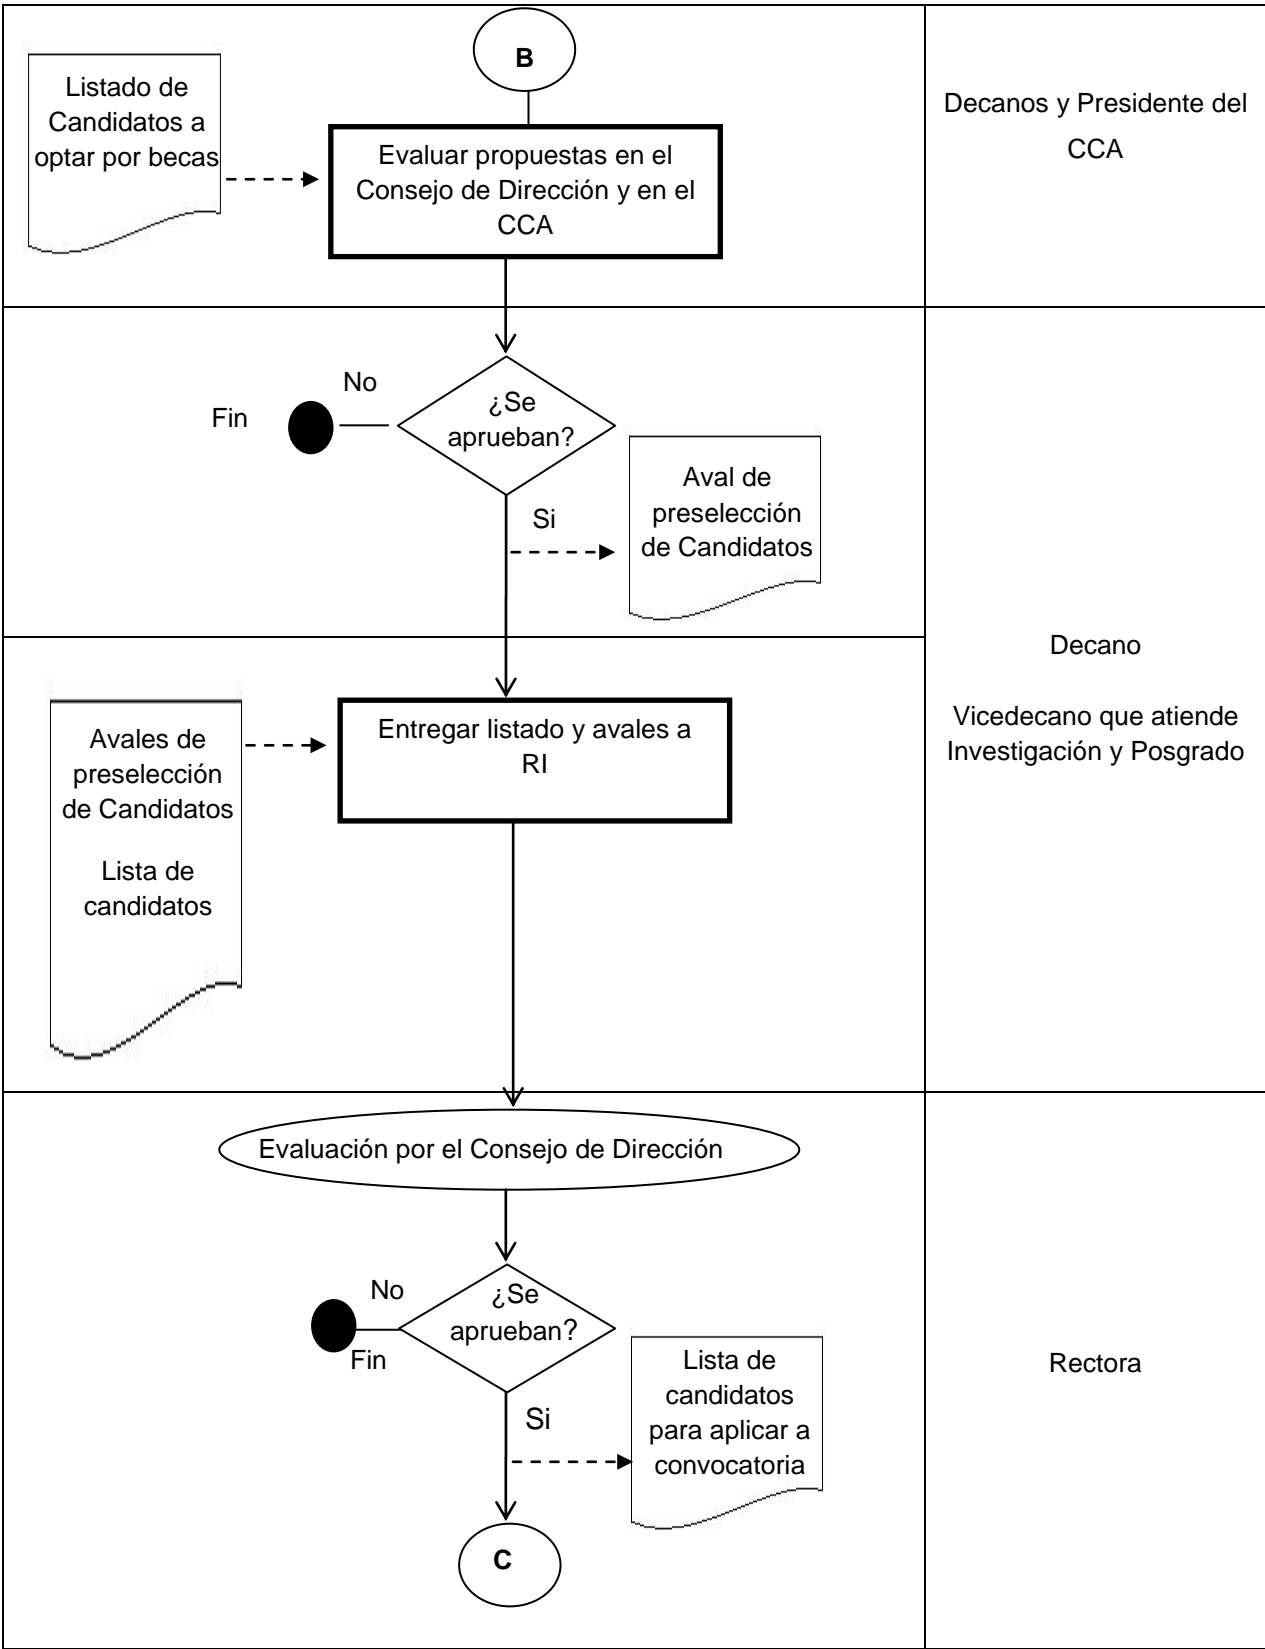 B
Listado de
Candidatos a
optar por becas
Evaluar propuestas en el
Consejo de Dirección y en el
CCA
Decanos y Presidente del
CCA
No
Fin
¿Se
aprueban?
Si
Aval de
preselección
de Candidatos
Decano
Vicedecano que atiende
Investigación y Posgrado
Avales de
preselección
de Candidatos
Lista de
candidatos
Entregar listado y avales a
RI
Evaluación por el Consejo de Dirección
No
Fin
¿Se
aprueban?
Si
Lista de
candidatos
para aplicar a
convocatoria
Rectora
C